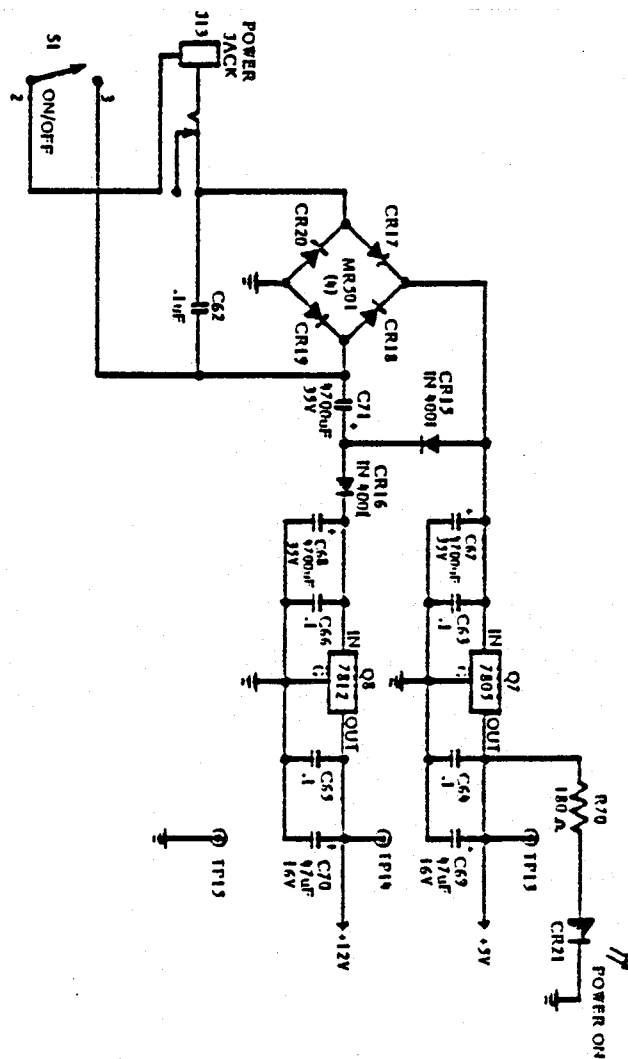 POWER ON
R70
180 Ω
CR21
Q7
IN
7805
OUT
G
TP13
+5V
C67
4700uF
35V
C63
.1
C64
.1
C69
47uF
16V
CR15
IN 4001
CR17
CR18
MR501
(4)
CR20
CR19
C71
4700uF
35V
CR16
IN 4001
Q8
IN
7812
OUT
G
TP14
+12V
C68
4700uF
35V
C66
.1
C65
.1
C70
47uF
16V
POWER
JACK
J13
C62
.1uF
TP15
S1
ON/OFF
2
3